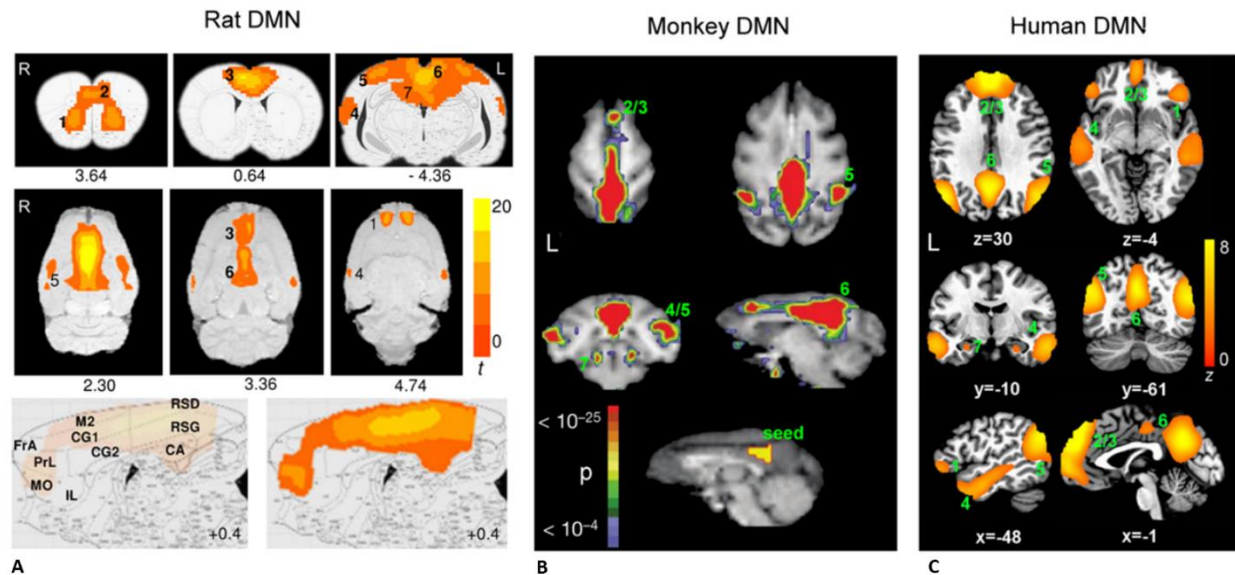 Rat DMN
R
L
1
2
3
5
6
7
4
3.64
0.64
- 4.36
R
5
3
6
1
4
2.30
3.36
4.74
20
0
t
FrA
M2
CG1
CG2
RSD
RSG
CA
PrL
MO
IL
+0.4
+0.4
A
Monkey DMN
2/3
5
L
4/5
7
6
< 10⁻²⁵
p
< 10⁻⁴
seed
B
Human DMN
2/3
6
5
2/3
1
4
L
z=30
z=-4
7
4
5
6
y=-10
y=-61
8
0
z
1
4
5
2/3
6
x=-48
x=-1
C